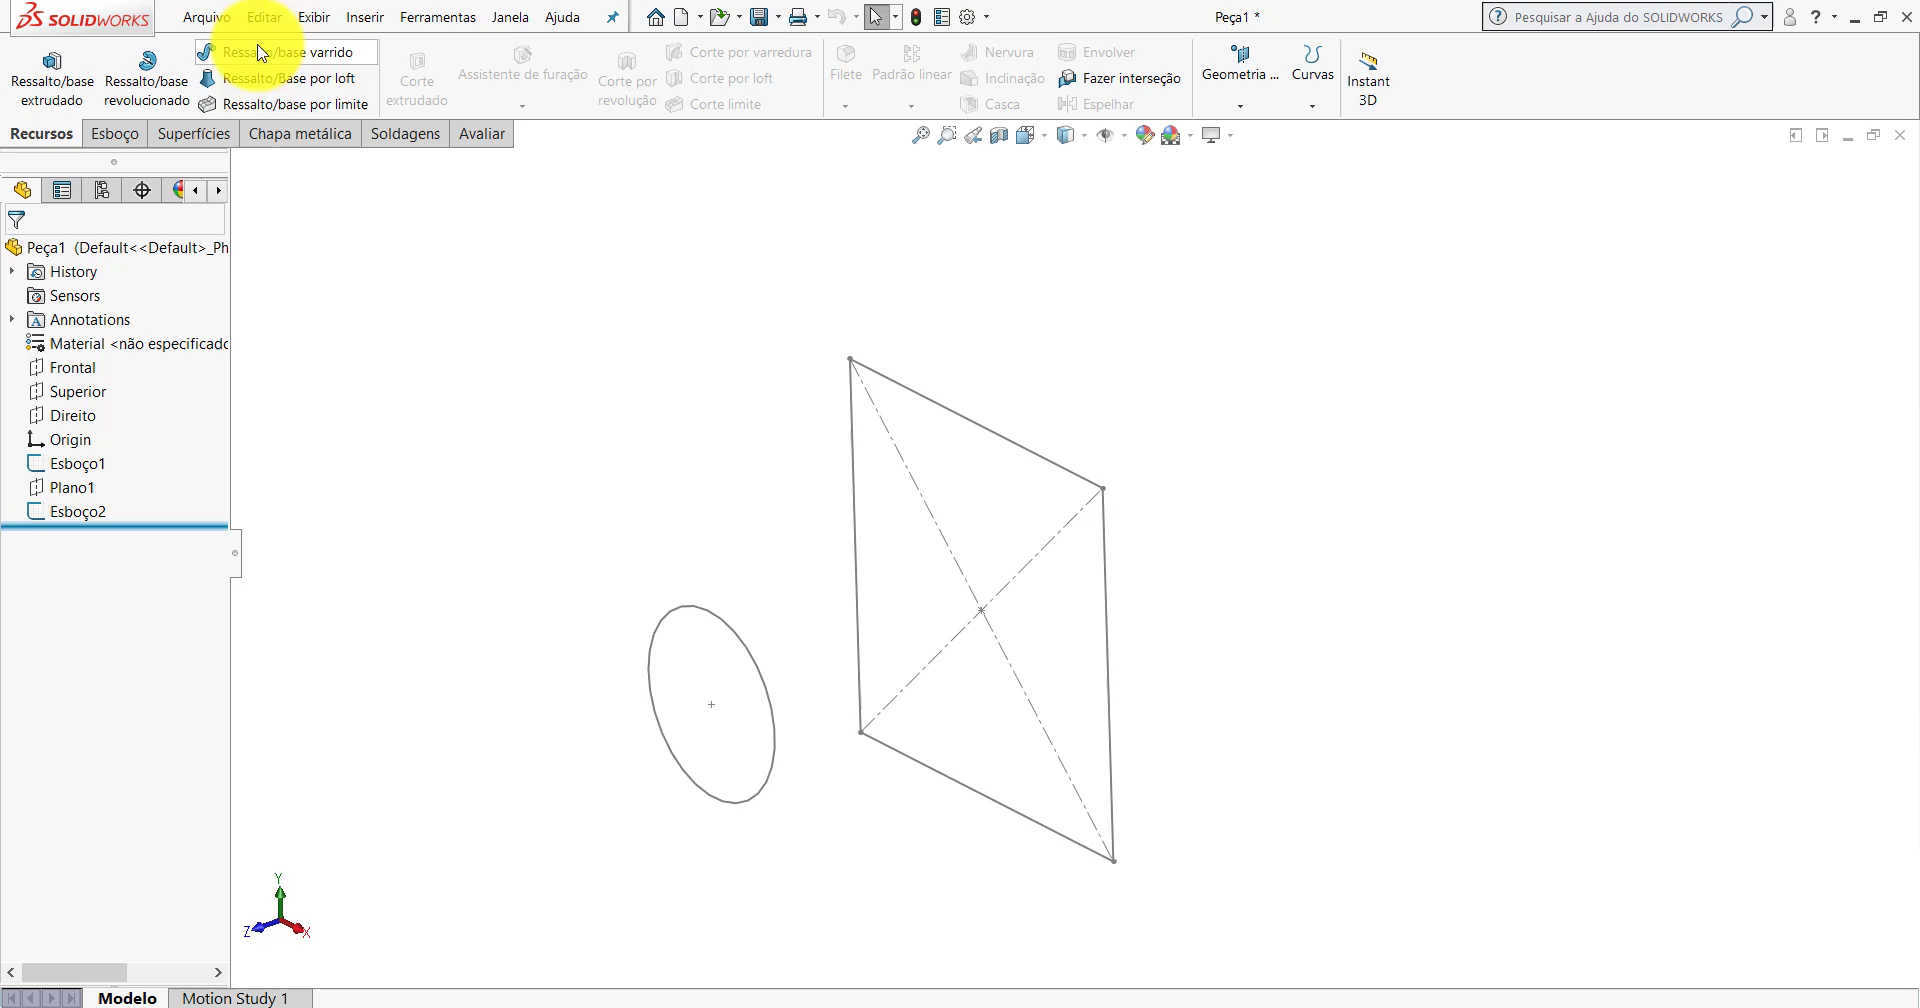 SOLIDWORKS
Arquivo Editar Exibir Inserir Ferramentas Janela Ajuda
Peça1 *
Pesquisar a Ajuda do SOLIDWORKS
?
Ressalto/base extrudado
Ressalto/base revolucionado
Ressalto/base varrido
Ressalto/Base por loft
Ressalto/base por limite
Corte extrudado
Assistente de furação
Corte por revolução
Corte por varredura
Corte por loft
Corte limite
Filete
Padrão linear
Nervura
Inclinação
Casca
Envolver
Fazer interseção
Espelhar
Geometria ...
Curvas
Instant 3D
Recursos Esboço Superfícies Chapa metálica Soldagens Avaliar
Peça1 (Default<<Default>_Ph
History
Sensors
Annotations
Material <não especificado
Frontal
Superior
Direito
Origin
Esboço1
Plano1
Esboço2
Y
Z
X
Modelo Motion Study 1